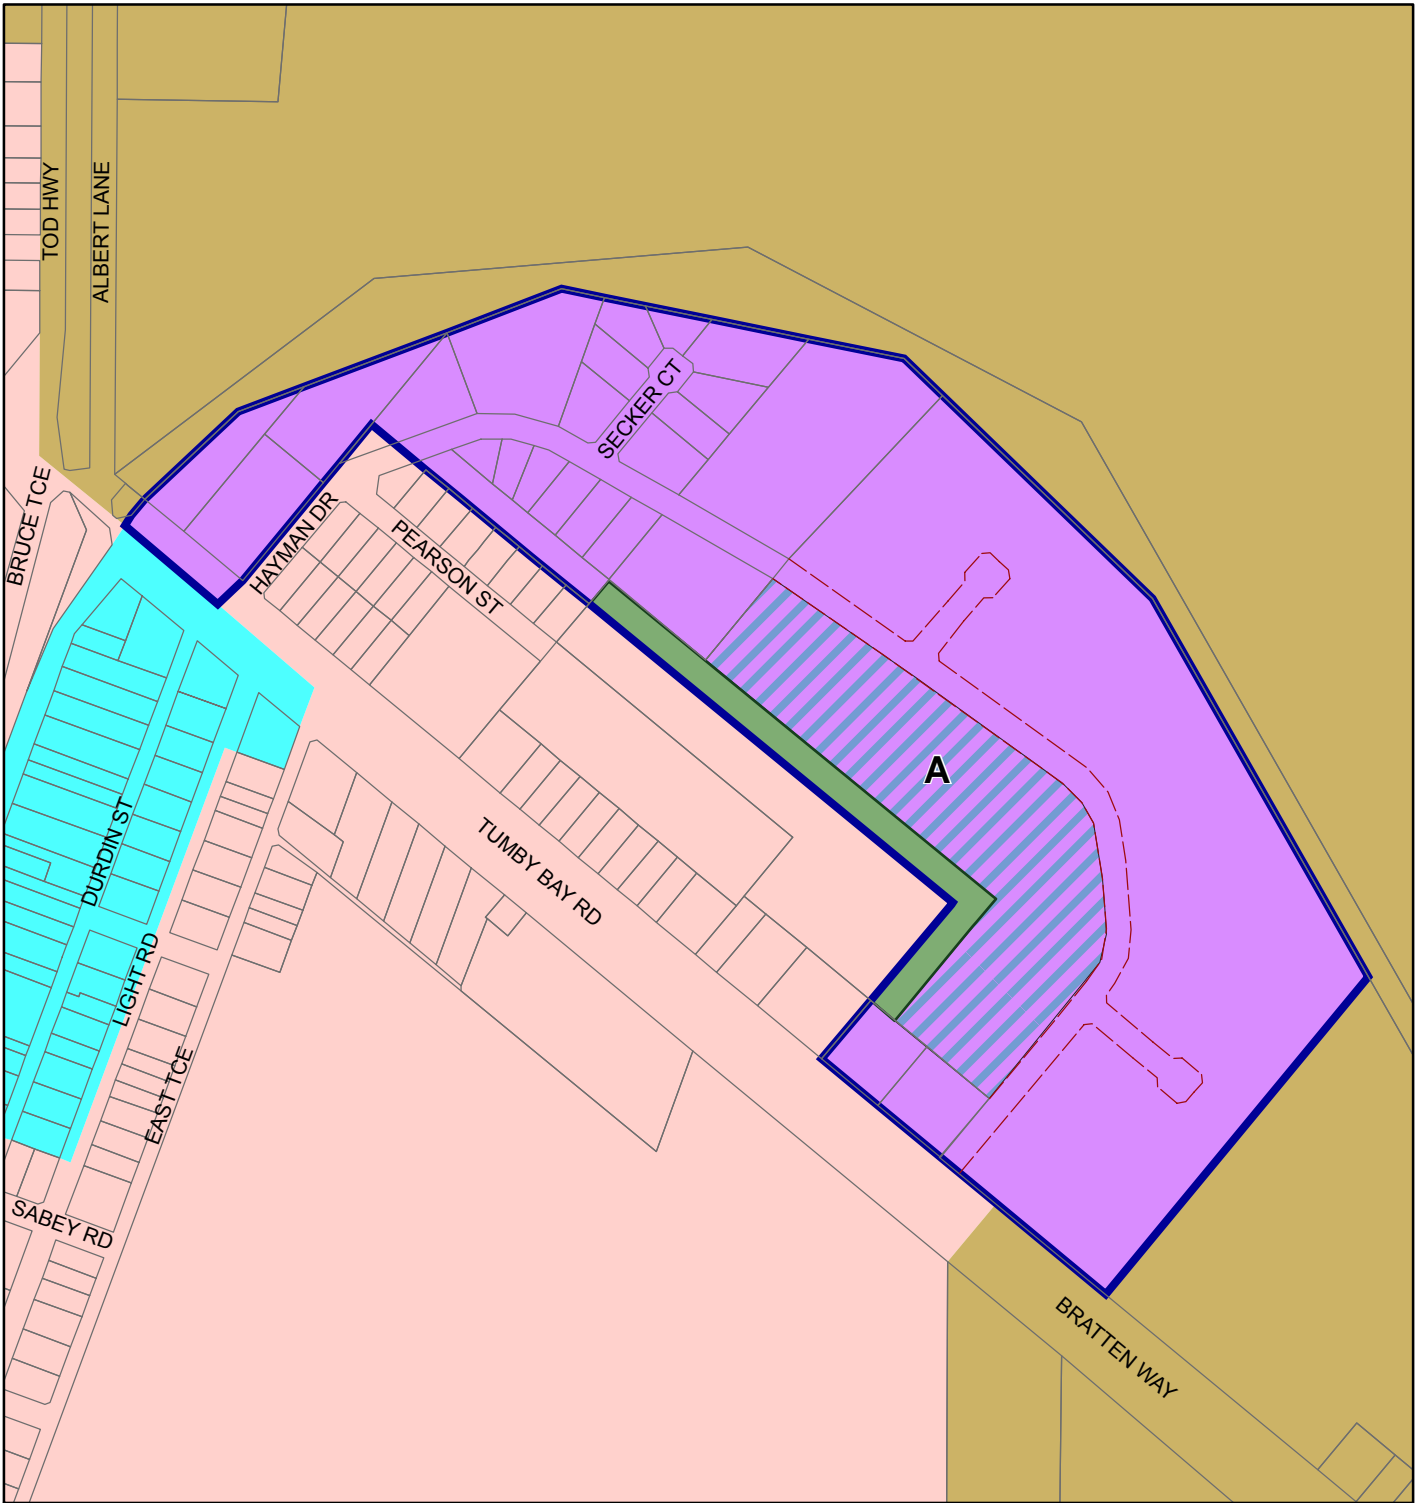 TOD HWY
ALBERT LANE
SECKER CT
BRUCE TCE
HAYMAN DR
PEARSON ST
A
DURDIN ST
TUMBY BAY RD
LIGHT RD
EAST TCE
SABEY RD
BRATTEN WAY